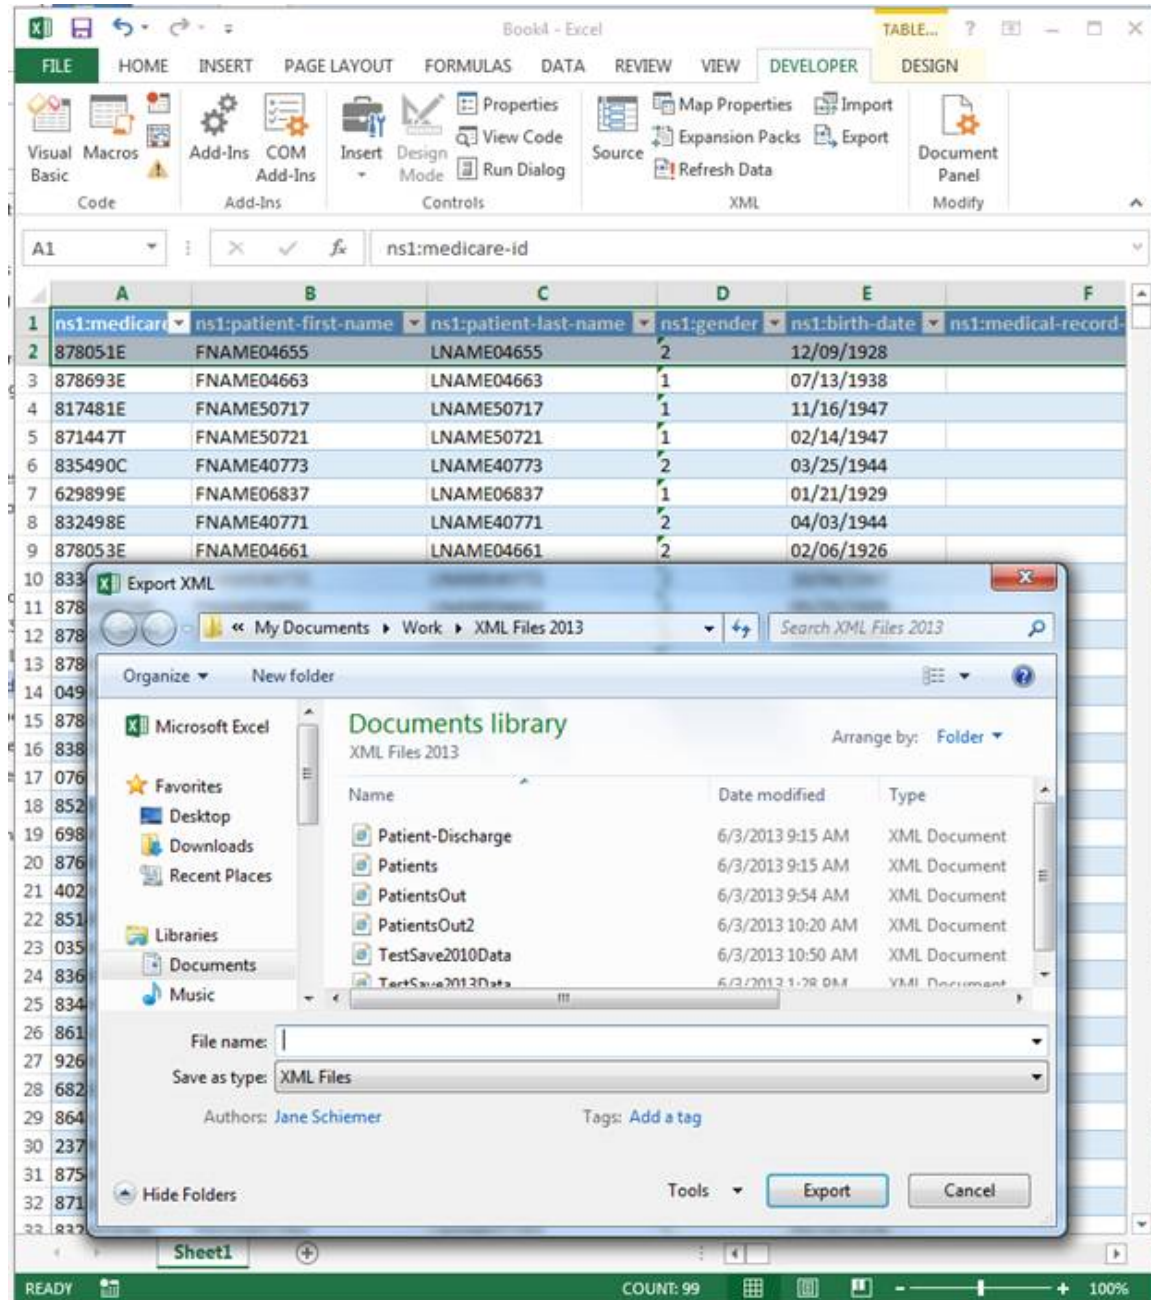 Book4 - Excel
TABLE... ?
FILE HOME INSERT PAGE LAYOUT FORMULAS DATA REVIEW VIEW DEVELOPER DESIGN
Properties Map Properties Import
View Code Expansion Packs Export
Visual Basic Macros Add-Ins COM Add-Ins Insert Design Mode Run Dialog Source Refresh Data Document Panel
Code Add-Ins Controls XML Modify
A1 fx ns1:medicare-id
A B C D E F
1 ns1:medicare ns1:patient-first-name ns1:patient-last-name ns1:gender ns1:birth-date ns1:medical-record-
2 878051E FNAME04655 LNAME04655 2 12/09/1928
3 878693E FNAME04663 LNAME04663 1 07/13/1938
4 817481E FNAME50717 LNAME50717 1 11/16/1947
5 871447T FNAME50721 LNAME50721 1 02/14/1947
6 835490C FNAME40773 LNAME40773 2 03/25/1944
7 629899E FNAME06837 LNAME06837 1 01/21/1929
8 832498E FNAME40771 LNAME40771 2 04/03/1944
9 878053E FNAME04661 LNAME04661 2 02/06/1926
10 833
11 878
12 878
13 878
14 049
15 878
16 838
17 076
18 852
19 698
20 876
21 402
22 851
23 035
24 836
25 834
26 861
27 926
28 682
29 864
30 237
31 875
32 871
33 832
Export XML
« My Documents Work XML Files 2013 Search XML Files 2013
Organize New folder
Microsoft Excel
Favorites
Desktop
Downloads
Recent Places
Libraries
Documents
Music
Documents library
XML Files 2013
Arrange by: Folder
Name Date modified Type
Patient-Discharge 6/3/2013 9:15 AM XML Document
Patients 6/3/2013 9:15 AM XML Document
PatientsOut 6/3/2013 9:54 AM XML Document
PatientsOut2 6/3/2013 10:20 AM XML Document
TestSave2010Data 6/3/2013 10:50 AM XML Document
TestSave2013Data 6/3/2013 1:28 PM XML Document
File name:
Save as type: XML Files
Authors: Jane Schiemer Tags: Add a tag
Hide Folders Tools Export Cancel
Sheet1
READY COUNT: 99 100%